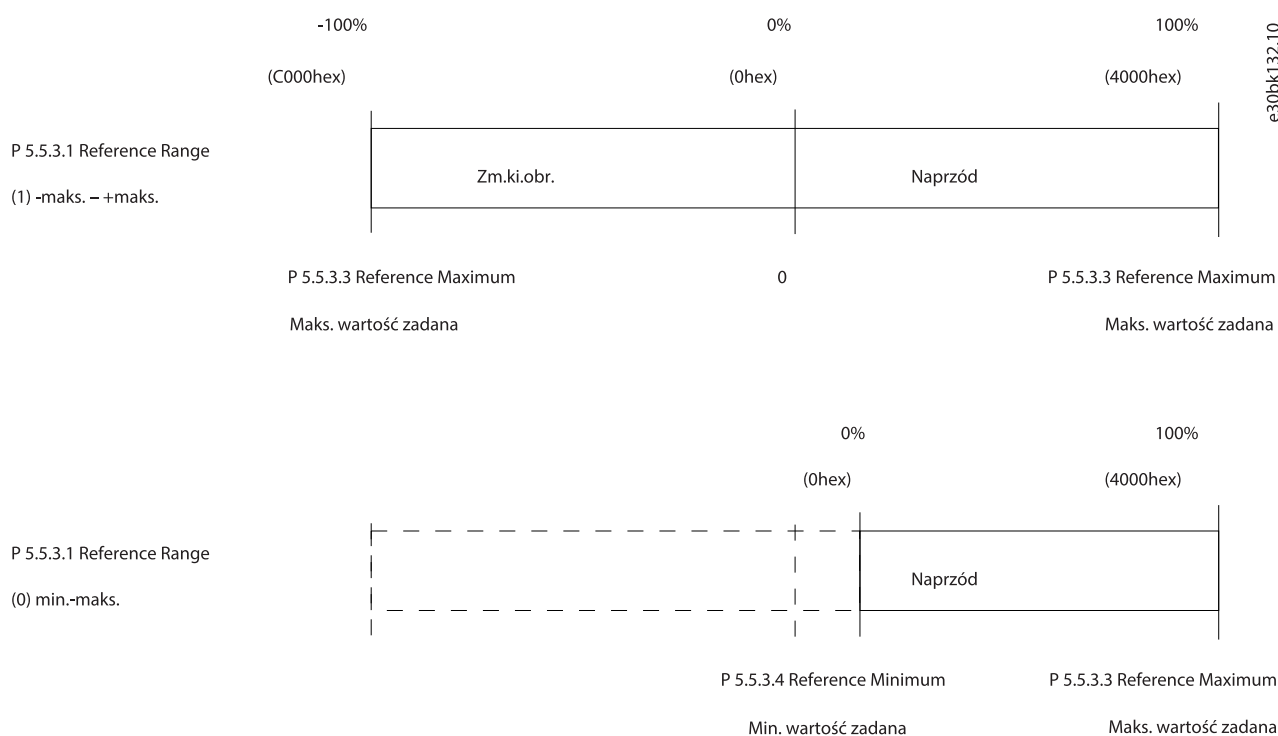 -100% 0% 100%
(C000hex) (0hex) (4000hex)
e30bk132.10
P 5.5.3.1 Reference Range
(1) -maks. – +maks.
Zm.ki.obr. Naprzód
P 5.5.3.3 Reference Maximum 0 P 5.5.3.3 Reference Maximum
Maks. wartość zadana Maks. wartość zadana
0% 100%
(0hex) (4000hex)
P 5.5.3.1 Reference Range
(0) min.-maks.
Naprzód
P 5.5.3.4 Reference Minimum P 5.5.3.3 Reference Maximum
Min. wartość zadana Maks. wartość zadana